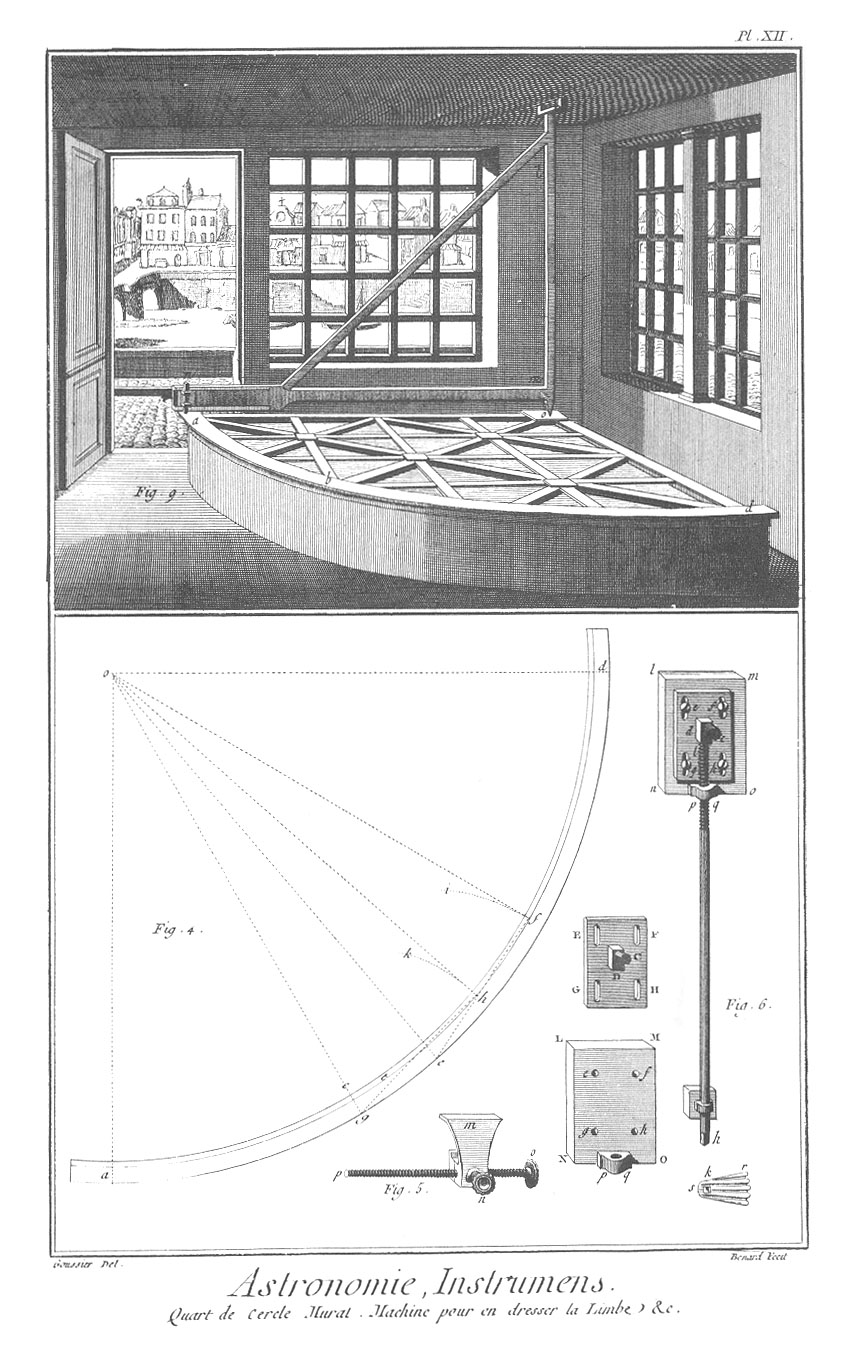 Pl. XII.
l
n
m
a
o
b
d
Fig. 9.
o
d
l
m
e
f
d
n
o
p
q
i
f
Fig. 4.
k
h
E
F
C
D
G
H
Fig. 6.
L
M
e
f
g
h
N
O
p
q
e
a
c
g
a
m
p
o
n
Fig. 5.
h
k
r
s
Goussier Del.
Benard Fecit
Astronomie, Instrumens.
Quart de Cercle Mural. Machine pour en dresser la Limbe, &c.